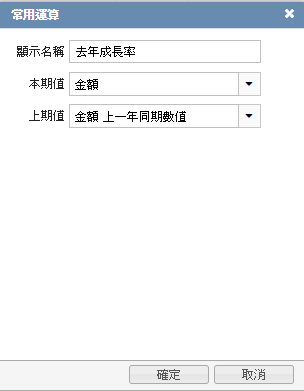 常用運算
顯示名稱 去年成長率
本期值 金額
上期值 金額 上一年同期數值
確定 取消